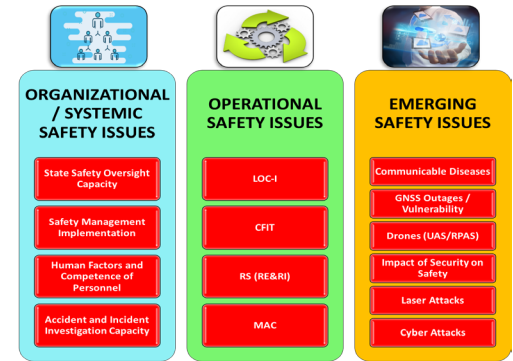 ORGANIZATIONAL
/ SYSTEMIC
SAFETY ISSUES
State Safety Oversight
Capacity
Safety Management
Implementation
Human Factors and
Competence of
Personnel
Accident and Incident
Investigation Capacity
OPERATIONAL
SAFETY ISSUES
LOC-I
CFIT
RS (RE&RI)
MAC
EMERGING
SAFETY ISSUES
Communicable Diseases
GNSS Outages /
Vulnerability
Drones (UAS/RPAS)
Impact of Security on
Safety
Laser Attacks
Cyber Attacks